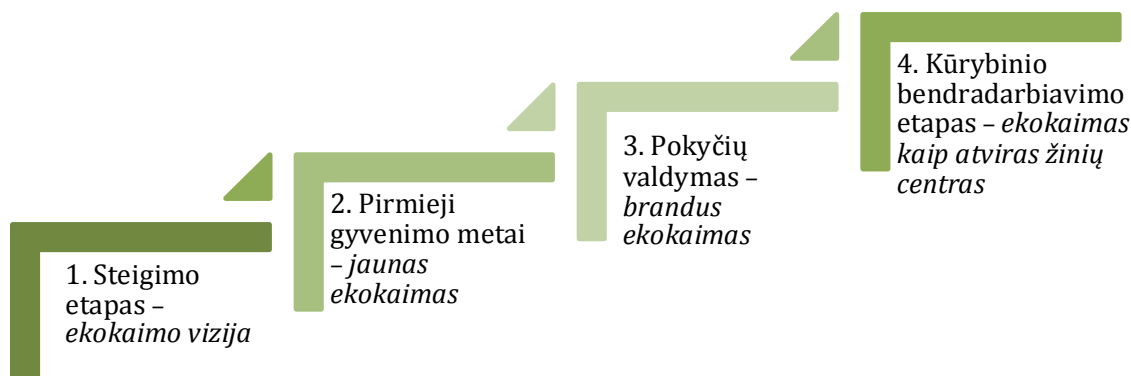 1. Steigimo
etapas –
ekokaimo vizija
2. Pirmieji
gyvenimo metai
– jaunas
ekokaimas
3. Pokyčių
valdymas –
brandus
ekokaimas
4. Kūrybinio
bendradarbiavimo
etapas – ekokaimas
kaip atviras žinių
centras